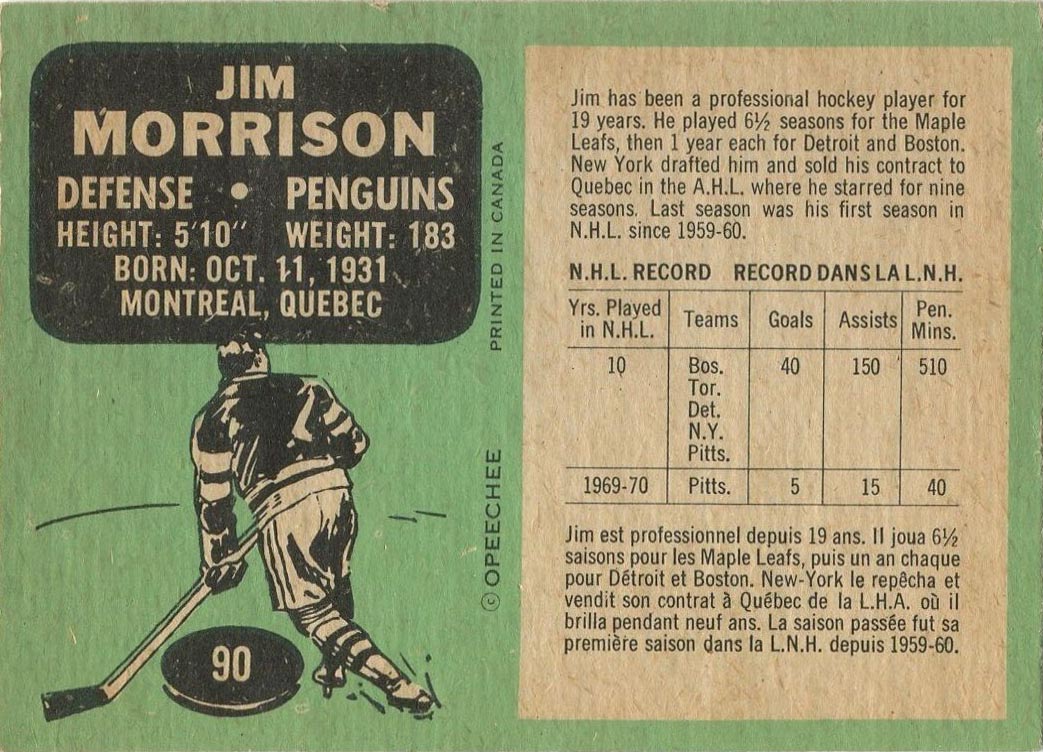 JIM
MORRISON
DEFENSE • PENGUINS
HEIGHT: 5'10" WEIGHT: 183
BORN: OCT. 11, 1931
MONTREAL, QUEBEC
PRINTED IN CANADA
© OPEECHEE
90
Jim has been a professional hockey player for
19 years. He played 6½ seasons for the Maple
Leafs, then 1 year each for Detroit and Boston.
New York drafted him and sold his contract to
Quebec in the A.H.L. where he starred for nine
seasons. Last season was his first season in
N.H.L. since 1959-60.
N.H.L. RECORD RECORD DANS LA L.N.H.
Yrs. Played in N.H.L. Teams Goals Assists Pen. Mins.
10 Bos. 40 150 510
Tor.
Det.
N.Y.
Pitts.
1969-70 Pitts. 5 15 40
Jim est professionnel depuis 19 ans. Il joua 6½
saisons pour les Maple Leafs, puis un an chaque
pour Détroit et Boston. New-York le repêcha et
vendit son contrat à Québec de la L.H.A. où il
brilla pendant neuf ans. La saison passée fut sa
première saison dans la L.N.H. depuis 1959-60.